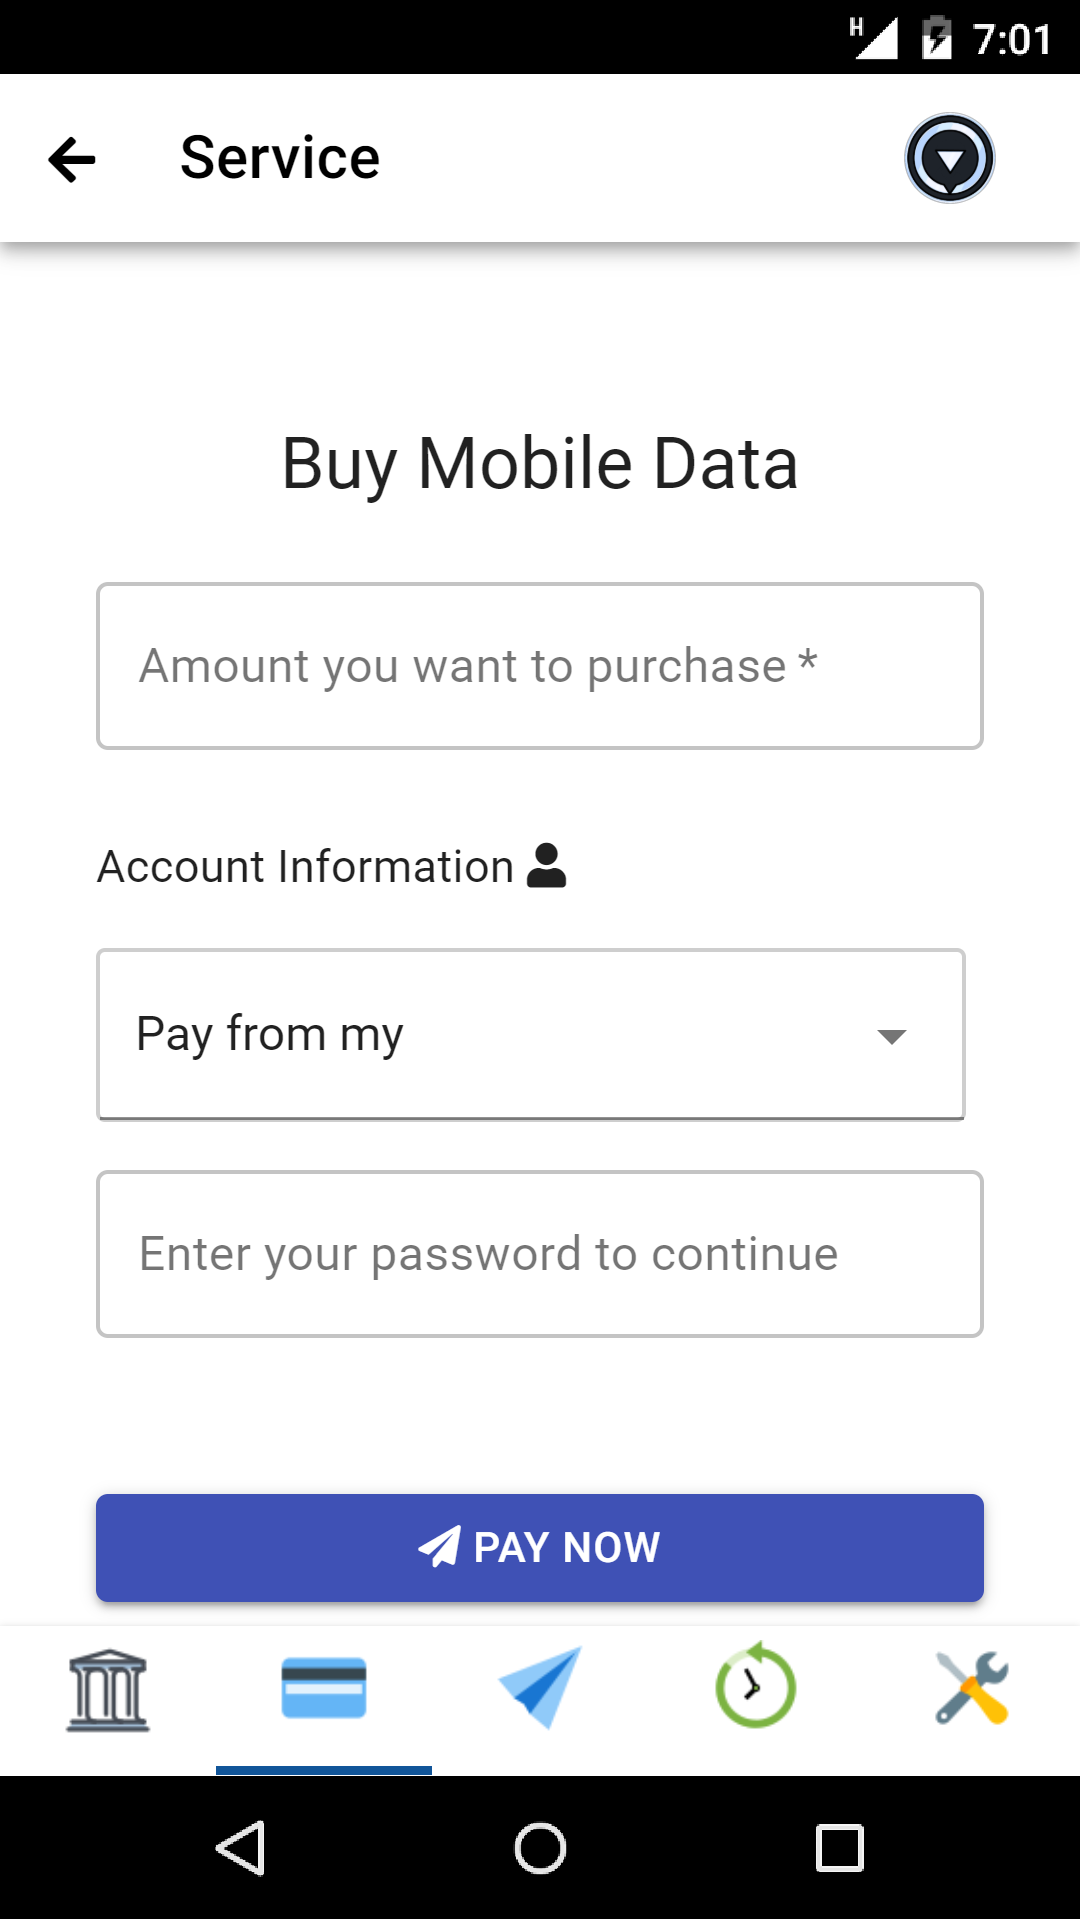 H 7:01
Service
Buy Mobile Data
Amount you want to purchase *
Account Information
Pay from my
Enter your password to continue
PAY NOW